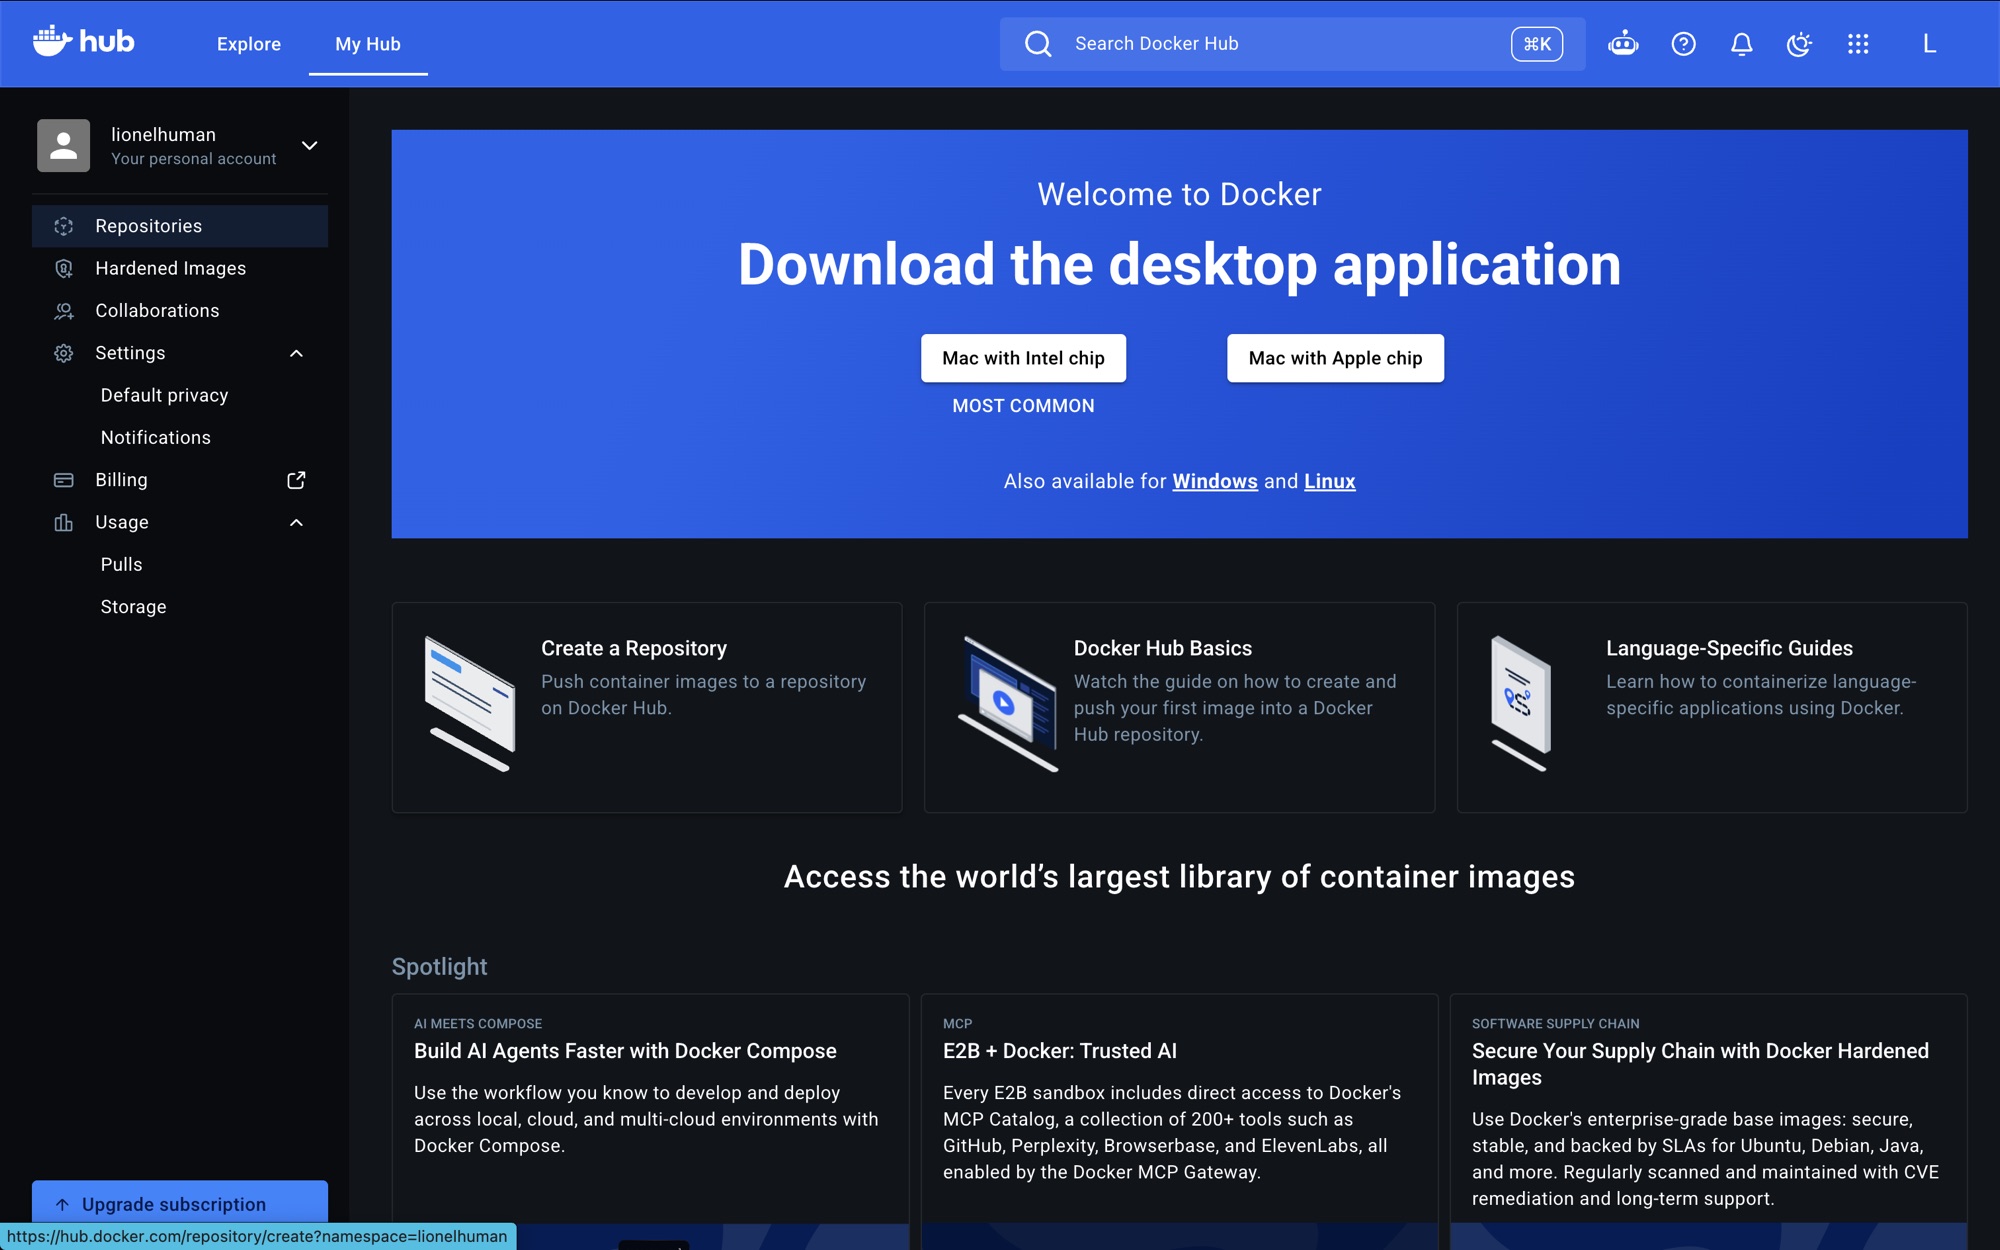 hub
Explore
My Hub
Search Docker Hub
⌘K
L
lionelhuman
Your personal account
Repositories
Hardened Images
Collaborations
Settings
Default privacy
Notifications
Billing
Usage
Pulls
Storage
Upgrade subscription
https://hub.docker.com/repository/create?namespace=lionelhuman
Welcome to Docker
Download the desktop application
Mac with Intel chip
MOST COMMON
Mac with Apple chip
Also available for Windows and Linux
Create a Repository
Push container images to a repository
on Docker Hub.
Docker Hub Basics
Watch the guide on how to create and
push your first image into a Docker
Hub repository.
Language-Specific Guides
Learn how to containerize language-
specific applications using Docker.
Access the world’s largest library of container images
Spotlight
AI MEETS COMPOSE
Build AI Agents Faster with Docker Compose
Use the workflow you know to develop and deploy
across local, cloud, and multi-cloud environments with
Docker Compose.
MCP
E2B + Docker: Trusted AI
Every E2B sandbox includes direct access to Docker's
MCP Catalog, a collection of 200+ tools such as
GitHub, Perplexity, Browserbase, and ElevenLabs, all
enabled by the Docker MCP Gateway.
SOFTWARE SUPPLY CHAIN
Secure Your Supply Chain with Docker Hardened
Images
Use Docker's enterprise-grade base images: secure,
stable, and backed by SLAs for Ubuntu, Debian, Java,
and more. Regularly scanned and maintained with CVE
remediation and long-term support.